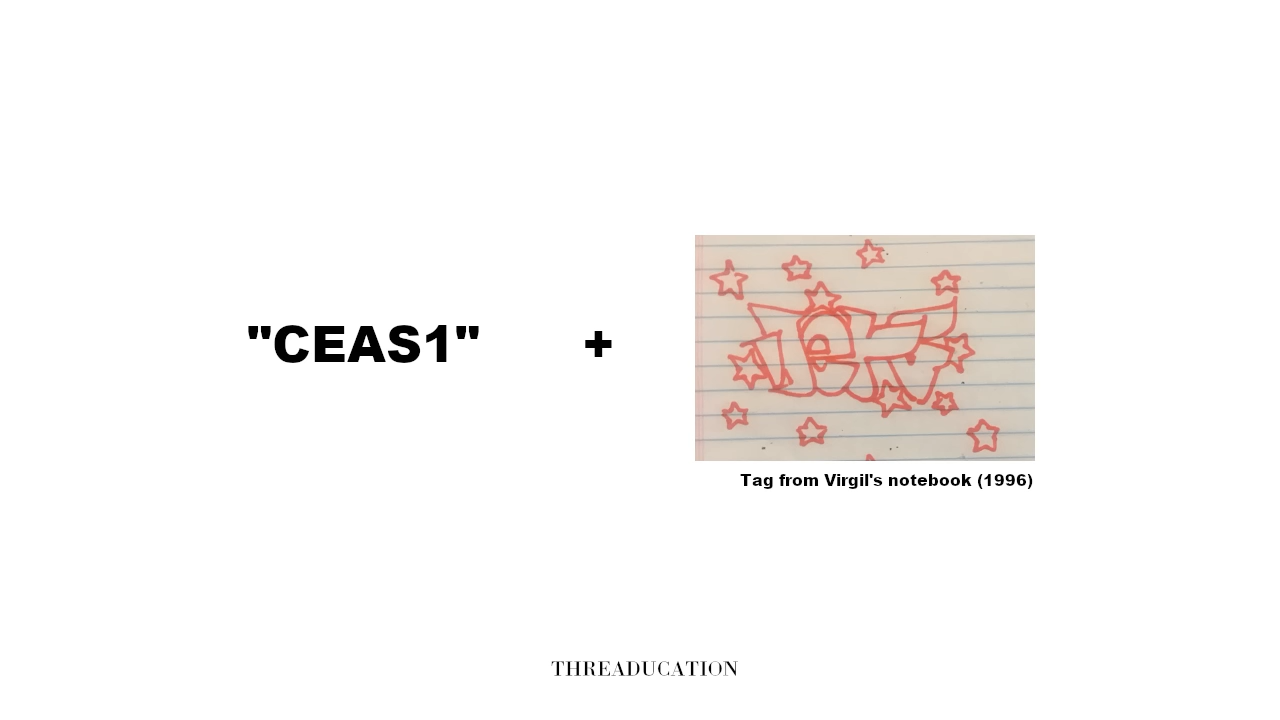 "CEAS1" +
Tag from Virgil's notebook (1996)
THREADUCATION